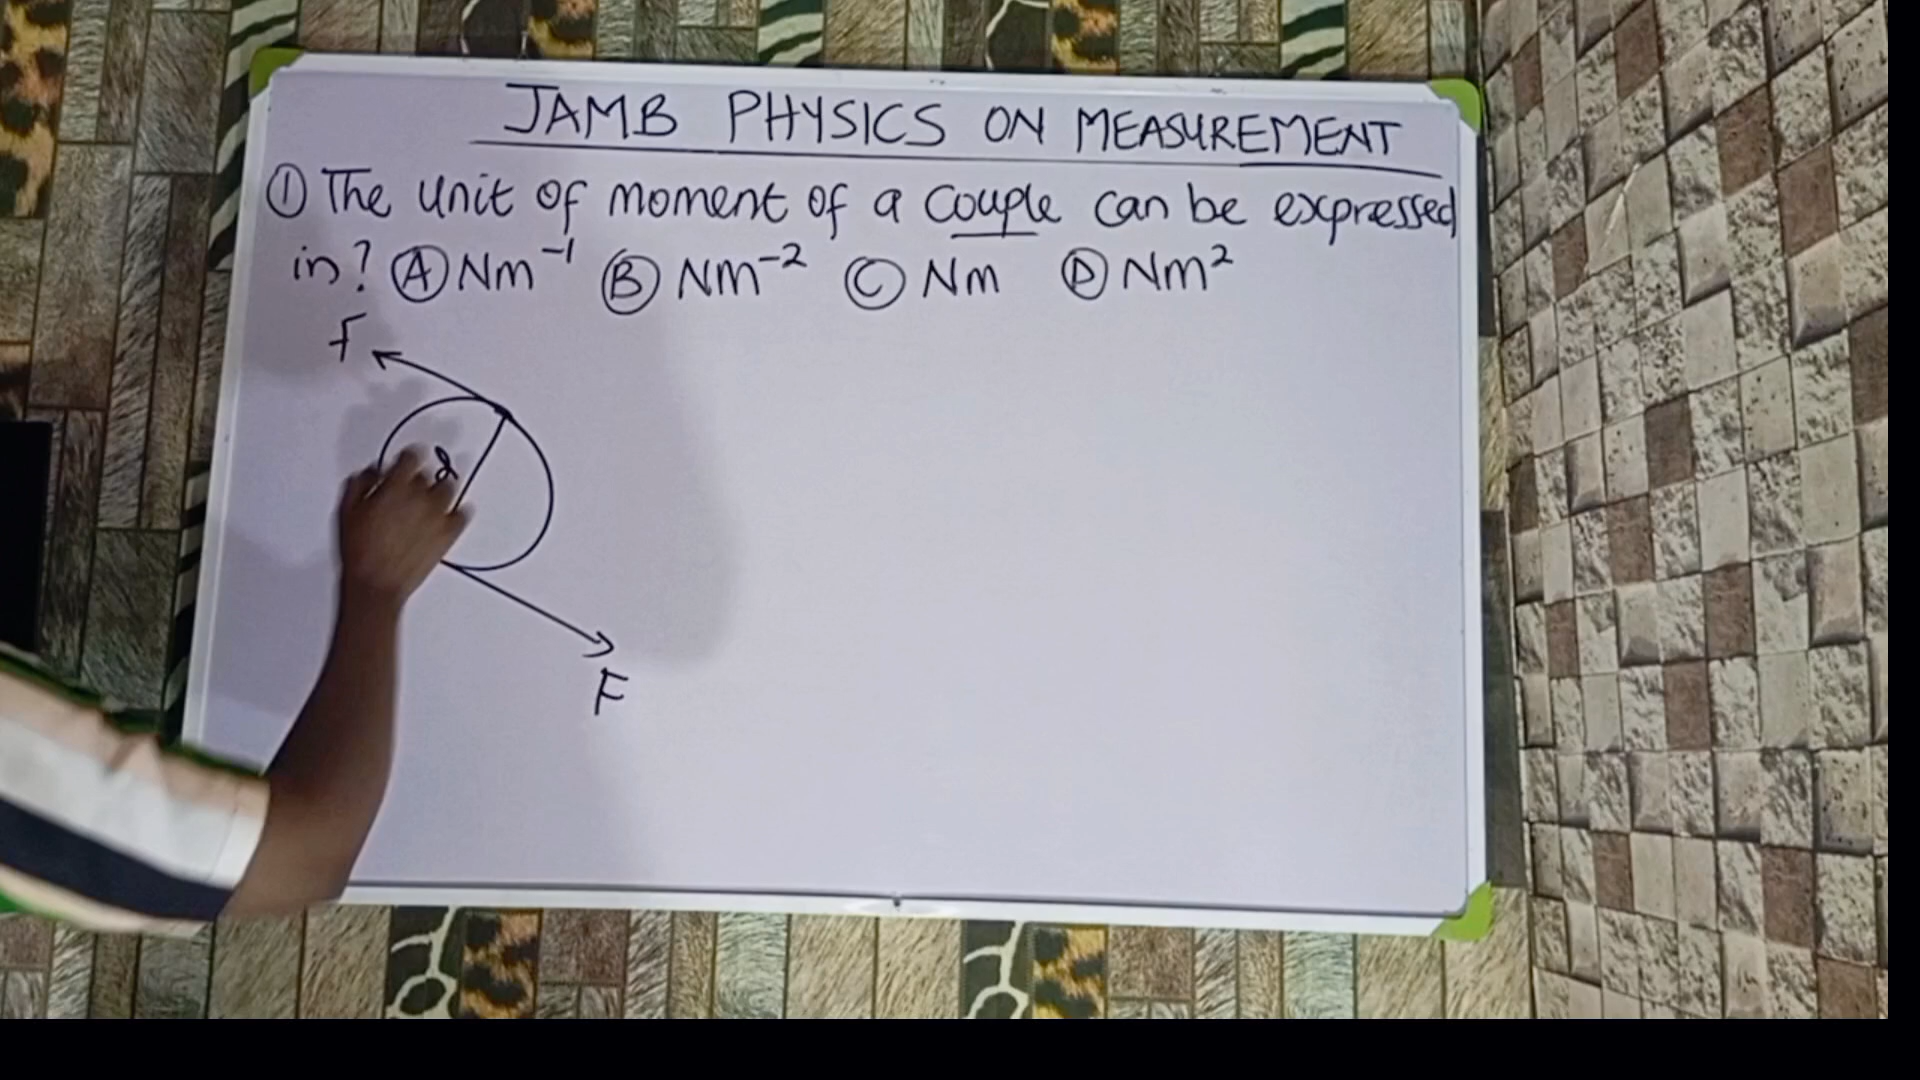 JAMB PHYSICS ON MEASUREMENT
① The unit of moment of a couple can be expressed
in? Ⓐ Nm⁻¹ Ⓑ Nm⁻² Ⓒ Nm Ⓓ Nm²
F
d
F